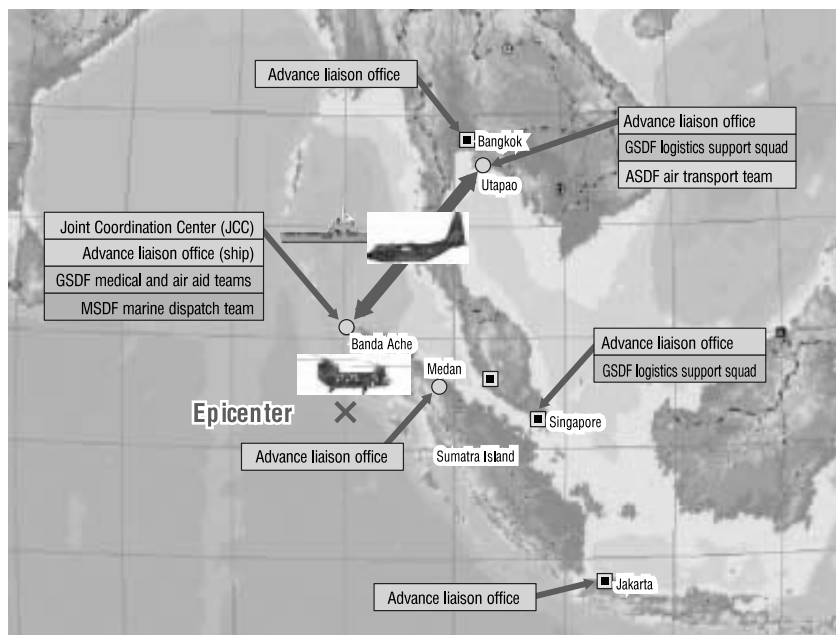 Advance liaison office
Bangkok
Advance liaison office
GSDF logistics support squad
ASDF air transport team
Utapao
Joint Coordination Center (JCC)
Advance liaison office (ship)
GSDF medical and air aid teams
MSDF marine dispatch team
Banda Ache
Advance liaison office
GSDF logistics support squad
Medan
Epicenter
Singapore
Advance liaison office
Sumatra Island
Advance liaison office
Jakarta